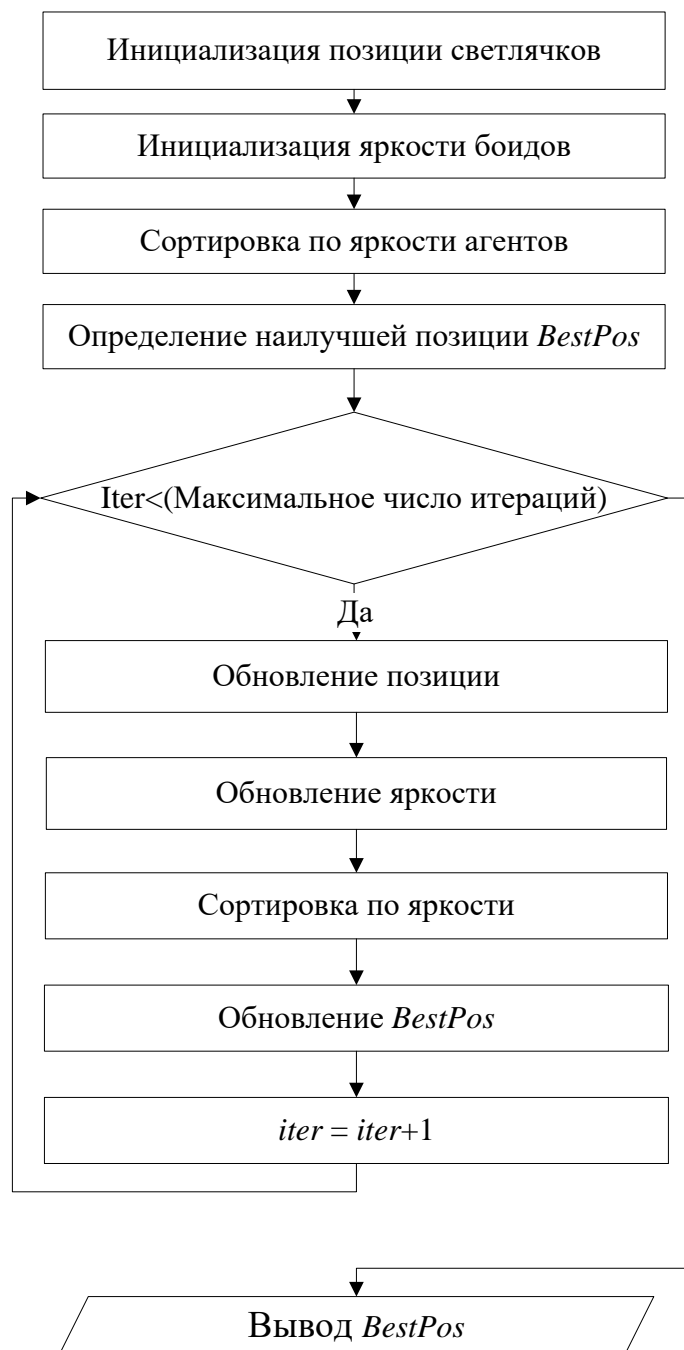 Инициализация позиции светлячков
Инициализация яркости боидов
Сортировка по яркости агентов
Определение наилучшей позиции BestPos
Iter<(Максимальное число итераций)
Да
Обновление позиции
Обновление яркости
Сортировка по яркости
Обновление BestPos
iter = iter+1
Вывод BestPos